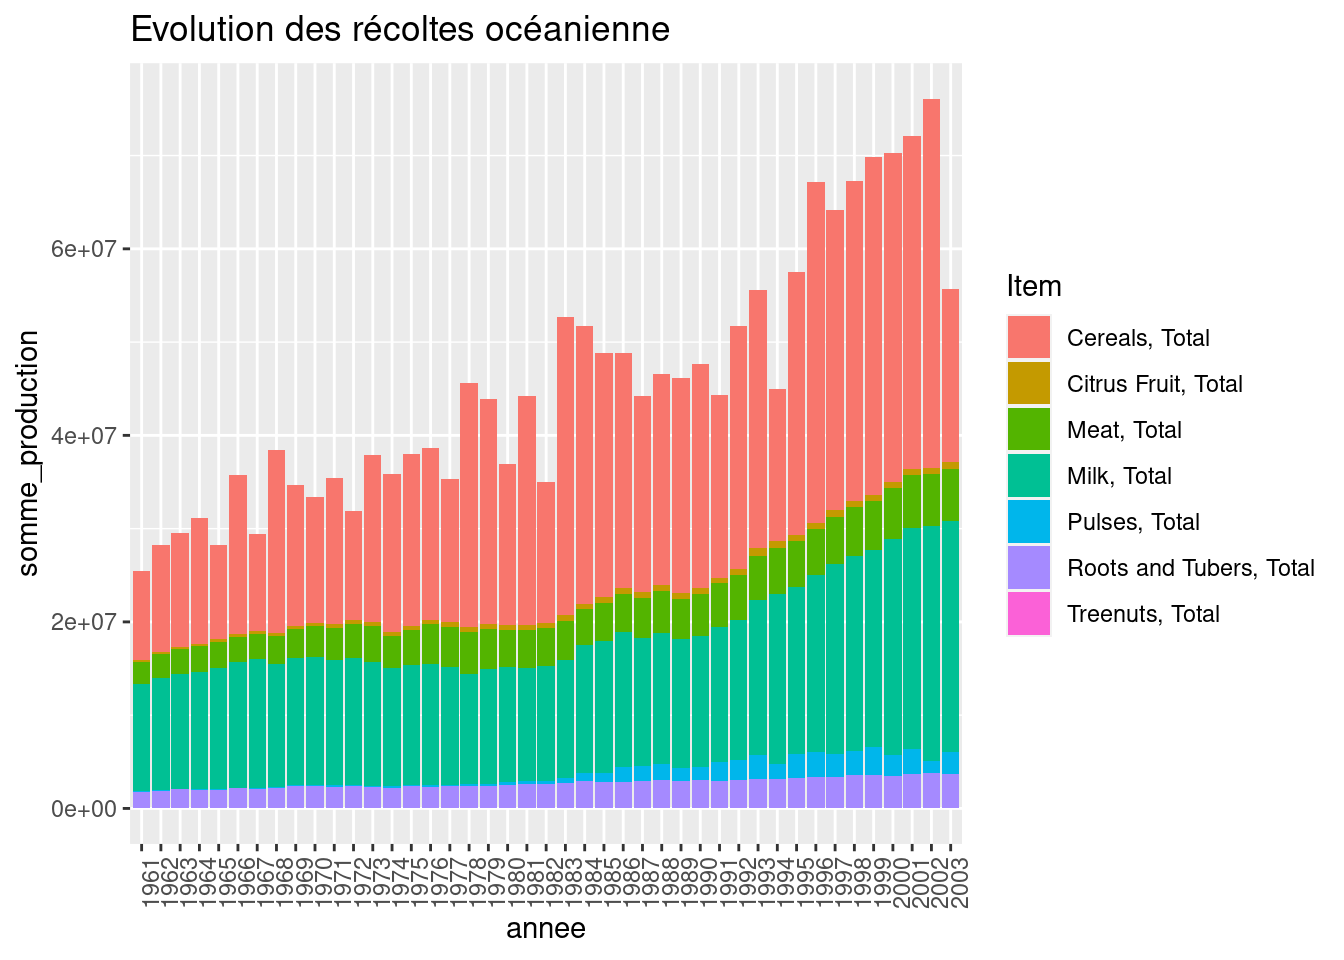 Evolution des récoltes océanienne
somme_production
6e+07
4e+07
2e+07
0e+00
1961
1962
1963
1964
1965
1966
1967
1968
1969
1970
1971
1972
1973
1974
1975
1976
1977
1978
1979
1980
1981
1982
1983
1984
1985
1986
1987
1988
1989
1990
1991
1992
1993
1994
1995
1996
1997
1998
1999
2000
2001
2002
2003
annee
Item
Cereals, Total
Citrus Fruit, Total
Meat, Total
Milk, Total
Pulses, Total
Roots and Tubers, Total
Treenuts, Total